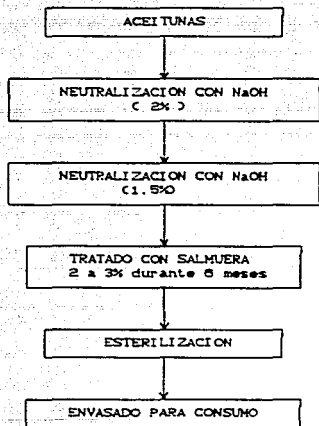 ACEITUNAS
NEUTRALIZACION CON NaOH
( 2% )
NEUTRALIZACION CON NaOH
(1.5%0
TRATADO CON SALMUERA
2 a 3% durante 6 meses
ESTERILIZACION
ENVASADO PARA CONSUMO